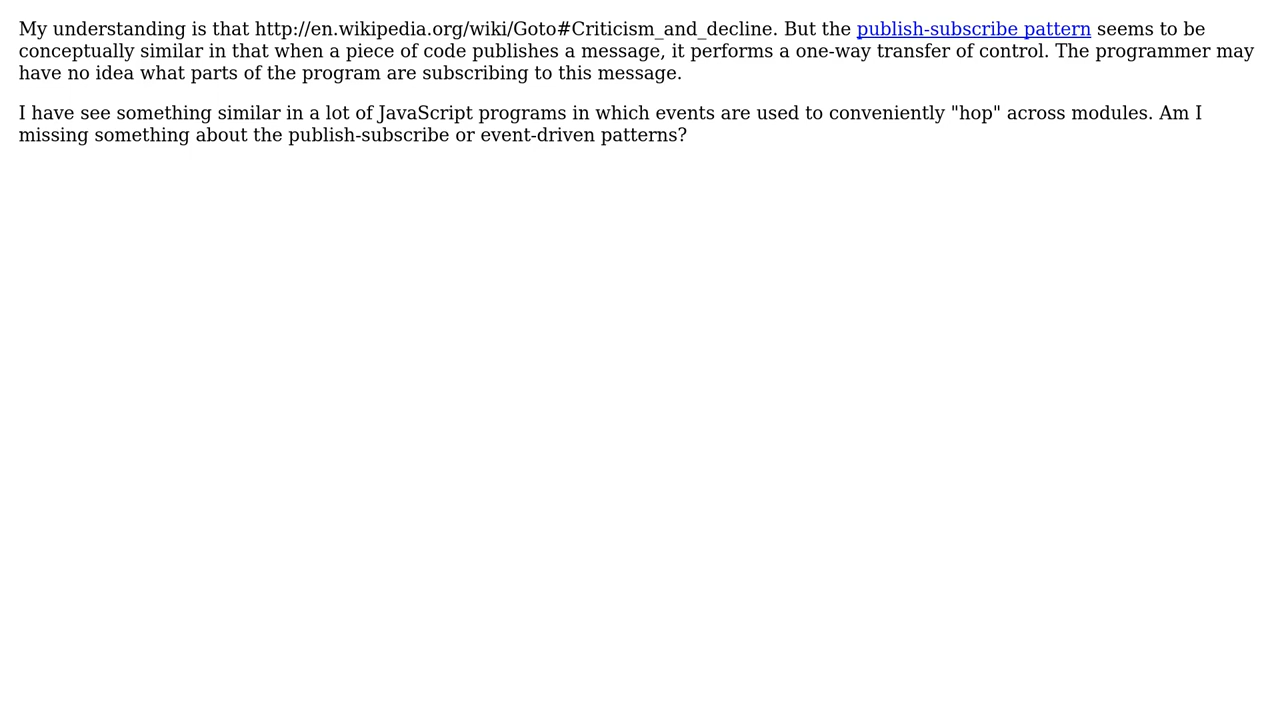 My understanding is that http://en.wikipedia.org/wiki/Goto#Criticism_and_decline. But the publish-subscribe pattern seems to be
conceptually similar in that when a piece of code publishes a message, it performs a one-way transfer of control. The programmer may
have no idea what parts of the program are subscribing to this message.
I have see something similar in a lot of JavaScript programs in which events are used to conveniently "hop" across modules. Am I
missing something about the publish-subscribe or event-driven patterns?